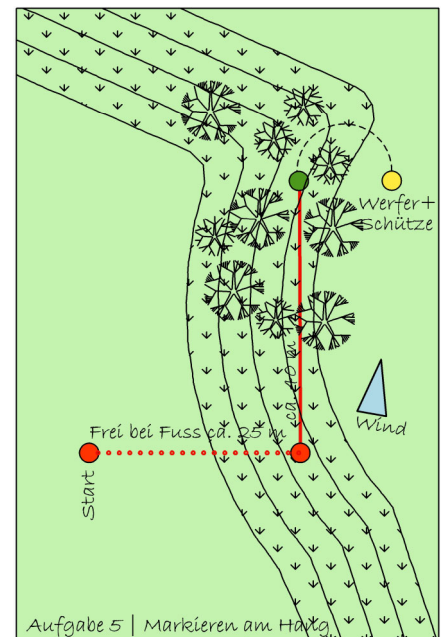 Werfer+
Schütze
ca. 40 m
Wind
Frei bei Fuss ca. 25 m
Start
Aufgabe 5 | Markieren am Hang